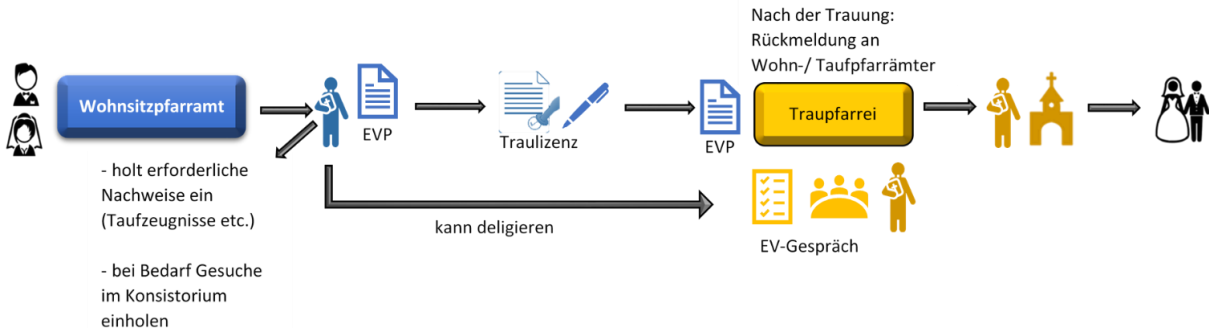 Nach der Trauung:
Rückmeldung an
Wohn-/ Taufpfarrämter
Wohnsitzpfarramt
EVP
Traulizenz
EVP
Traupfarrei
- holt erforderliche
Nachweise ein
(Taufzeugnisse etc.)
kann deligieren
EV-Gespräch
- bei Bedarf Gesuche
im Konsistorium
einholen